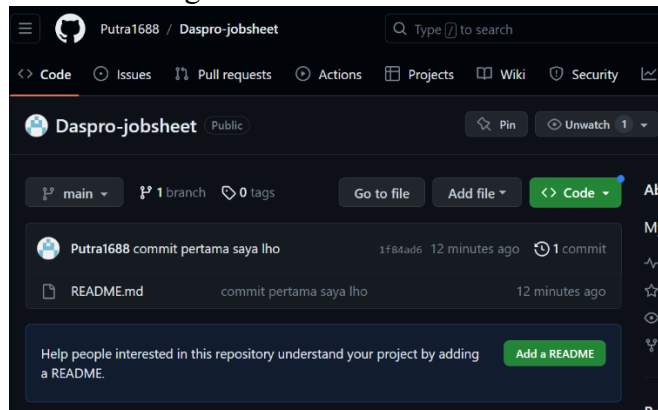 Putra1688 / Daspro-jobsheet
Type / to search
<> Code
Issues
Pull requests
Actions
Projects
Wiki
Security
Daspro-jobsheet
Public
Pin
Unwatch 1
main
1 branch
0 tags
Go to file
Add file
<> Code
Putra1688 commit pertama saya lho
1f84ad6 12 minutes ago
1 commit
README.md
commit pertama saya lho
12 minutes ago
Help people interested in this repository understand your project by adding
a README.
Add a README